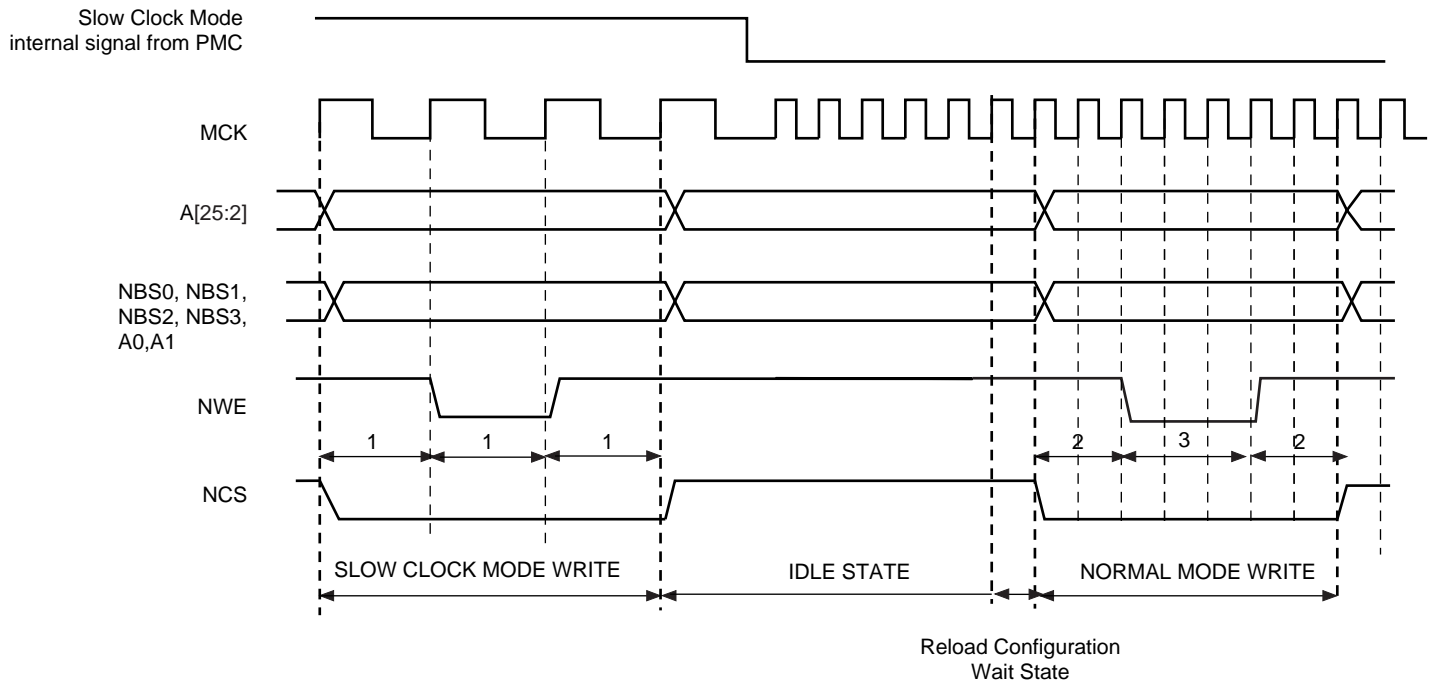 Slow Clock Mode
internal signal from PMC
MCK
A[25:2]
NBS0, NBS1,
NBS2, NBS3,
A0,A1
NWE
1 1 1 2 3 2
NCS
SLOW CLOCK MODE WRITE IDLE STATE NORMAL MODE WRITE
Reload Configuration
Wait State